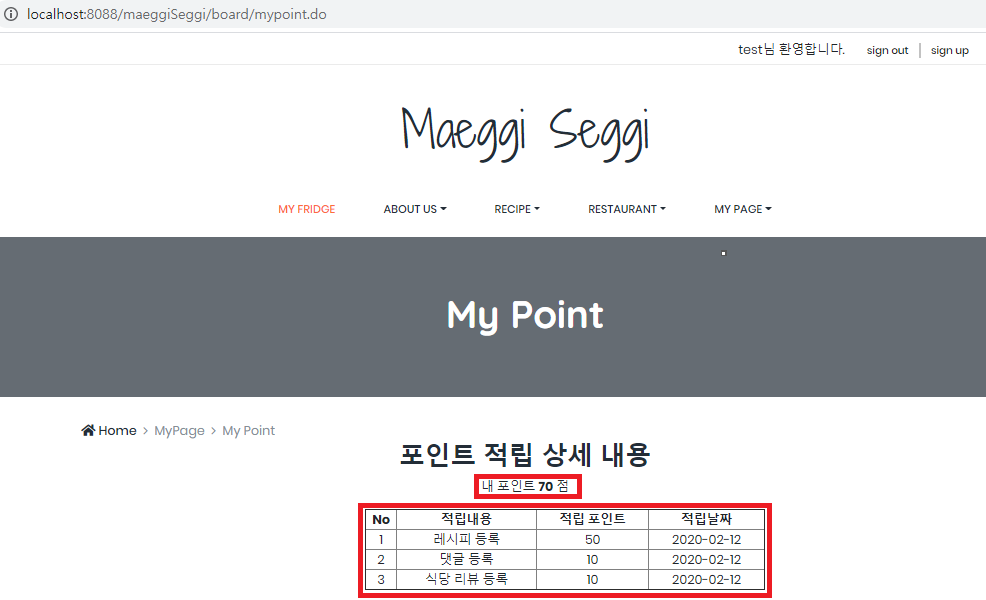 localhost:8088/maeggiSeggi/board/mypoint.do
test님 환영합니다. sign out | sign up
Maeggi Seggi
MY FRIDGE ABOUT US RECIPE RESTAURANT MY PAGE
My Point
Home > MyPage > My Point
포인트 적립 상세 내용
내 포인트 70 점
No 적립내용 적립 포인트 적립날짜
1 레시피 등록 50 2020-02-12
2 댓글 등록 10 2020-02-12
3 식당 리뷰 등록 10 2020-02-12